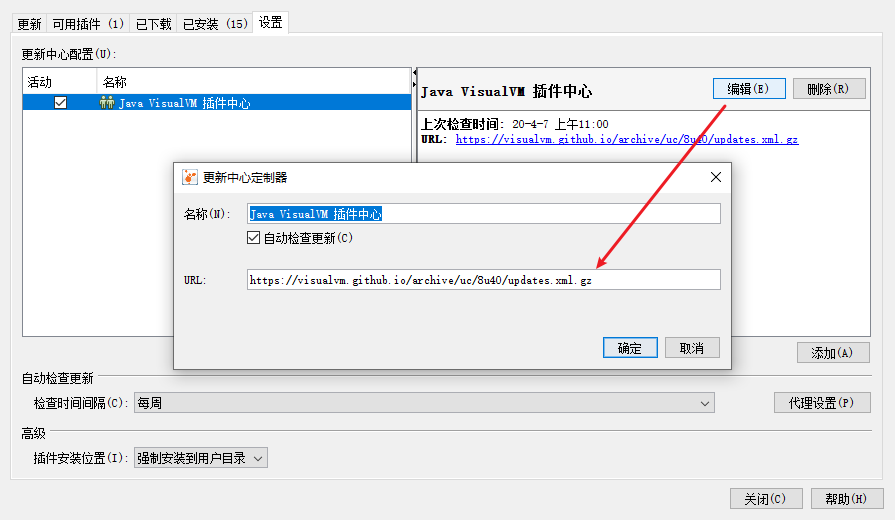 更新 可用插件 (1) 已下载 已安装 (15) 设置
更新中心配置(U):
活动 名称
Java VisualVM 插件中心
Java VisualVM 插件中心 编辑(E) 删除(R)
上次检查时间: 20-4-7 上午11:00
URL: https://visualvm.github.io/archive/uc/8u40/updates.xml.gz
更新中心定制器
名称(N): Java VisualVM 插件中心
自动检查更新(C)
URL: https://visualvm.github.io/archive/uc/8u40/updates.xml.gz
确定 取消
添加(A)
自动检查更新
检查时间间隔(C): 每周 代理设置(P)
高级
插件安装位置(I): 强制安装到用户目录
关闭(C) 帮助(H)